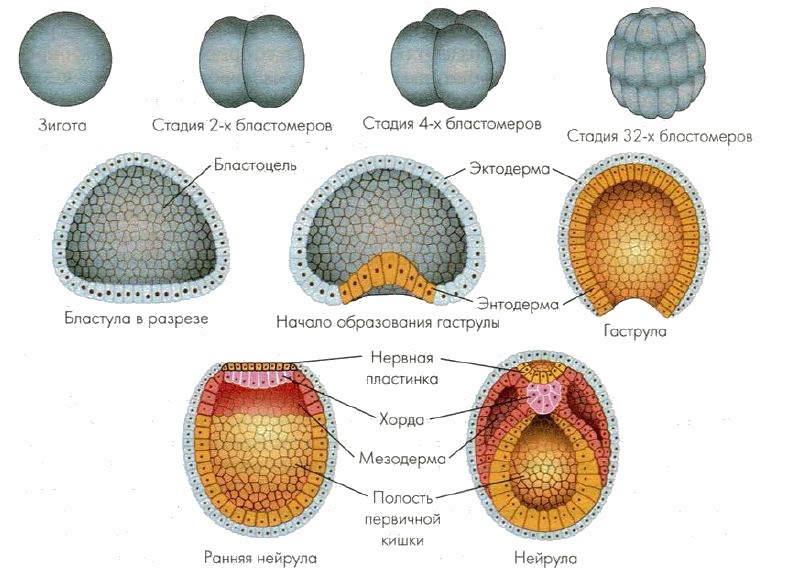 Зигота
Стадия 2-х бластомеров
Стадия 4-х бластомеров
Стадия 32-х бластомеров
Бластоцель
Эктодерма
Энтодерма
Бластула в разрезе
Начало образования гаструлы
Гаструла
Нервная
пластинка
Хорда
Мезодерма
Полость
первичной
кишки
Ранняя нейрула
Нейрула